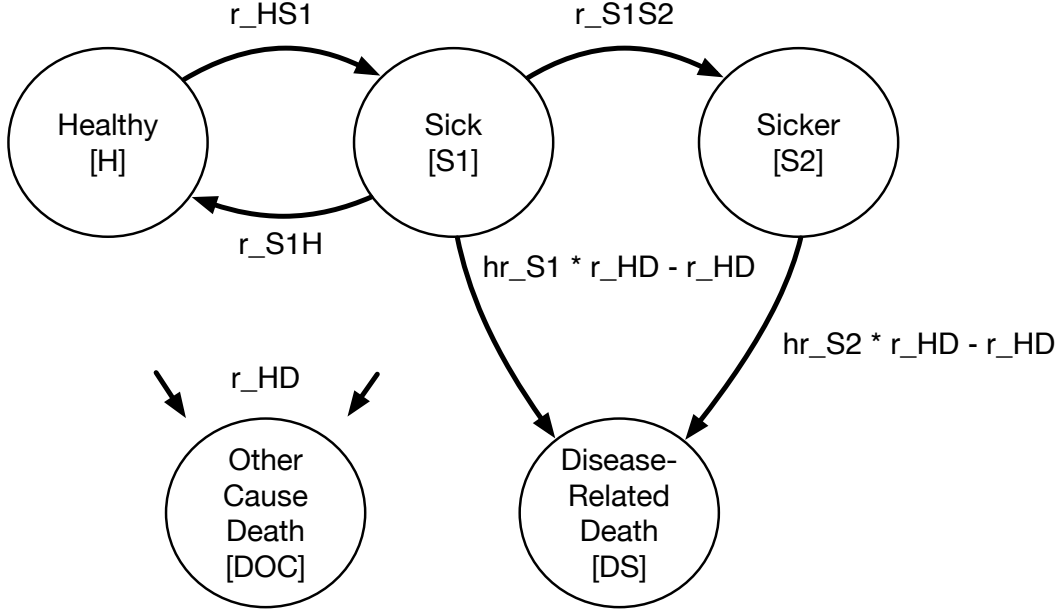 r_HS1
r_S1S2
Healthy
[H]
Sick
[S1]
Sicker
[S2]
r_S1H
hr_S1 * r_HD - r_HD
hr_S2 * r_HD - r_HD
r_HD
Other
Cause
Death
[DOC]
Disease-
Related
Death
[DS]